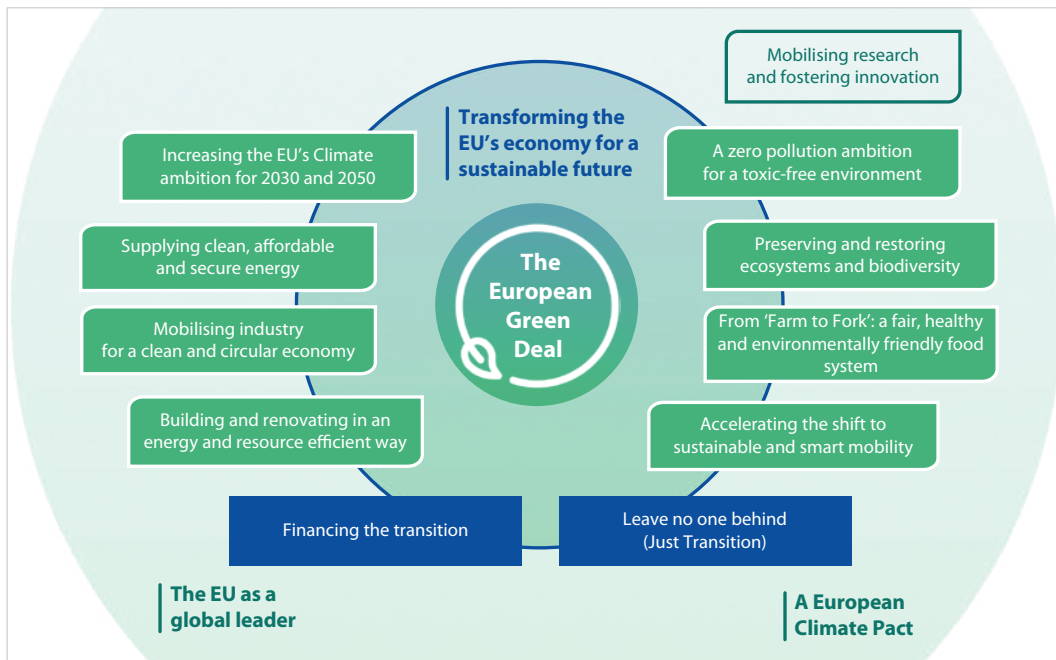 Mobilising research
and fostering innovation
Transforming the
EU’s economy for a
sustainable future
Increasing the EU’s Climate
ambition for 2030 and 2050
A zero pollution ambition
for a toxic-free environment
Supplying clean, affordable
and secure energy
Preserving and restoring
ecosystems and biodiversity
The
European
Green
Deal
Mobilising industry
for a clean and circular economy
From ‘Farm to Fork’: a fair, healthy
and environmentally friendly food
system
Building and renovating in an
energy and resource efficient way
Accelerating the shift to
sustainable and smart mobility
Financing the transition
Leave no one behind
(Just Transition)
The EU as a
global leader
A European
Climate Pact